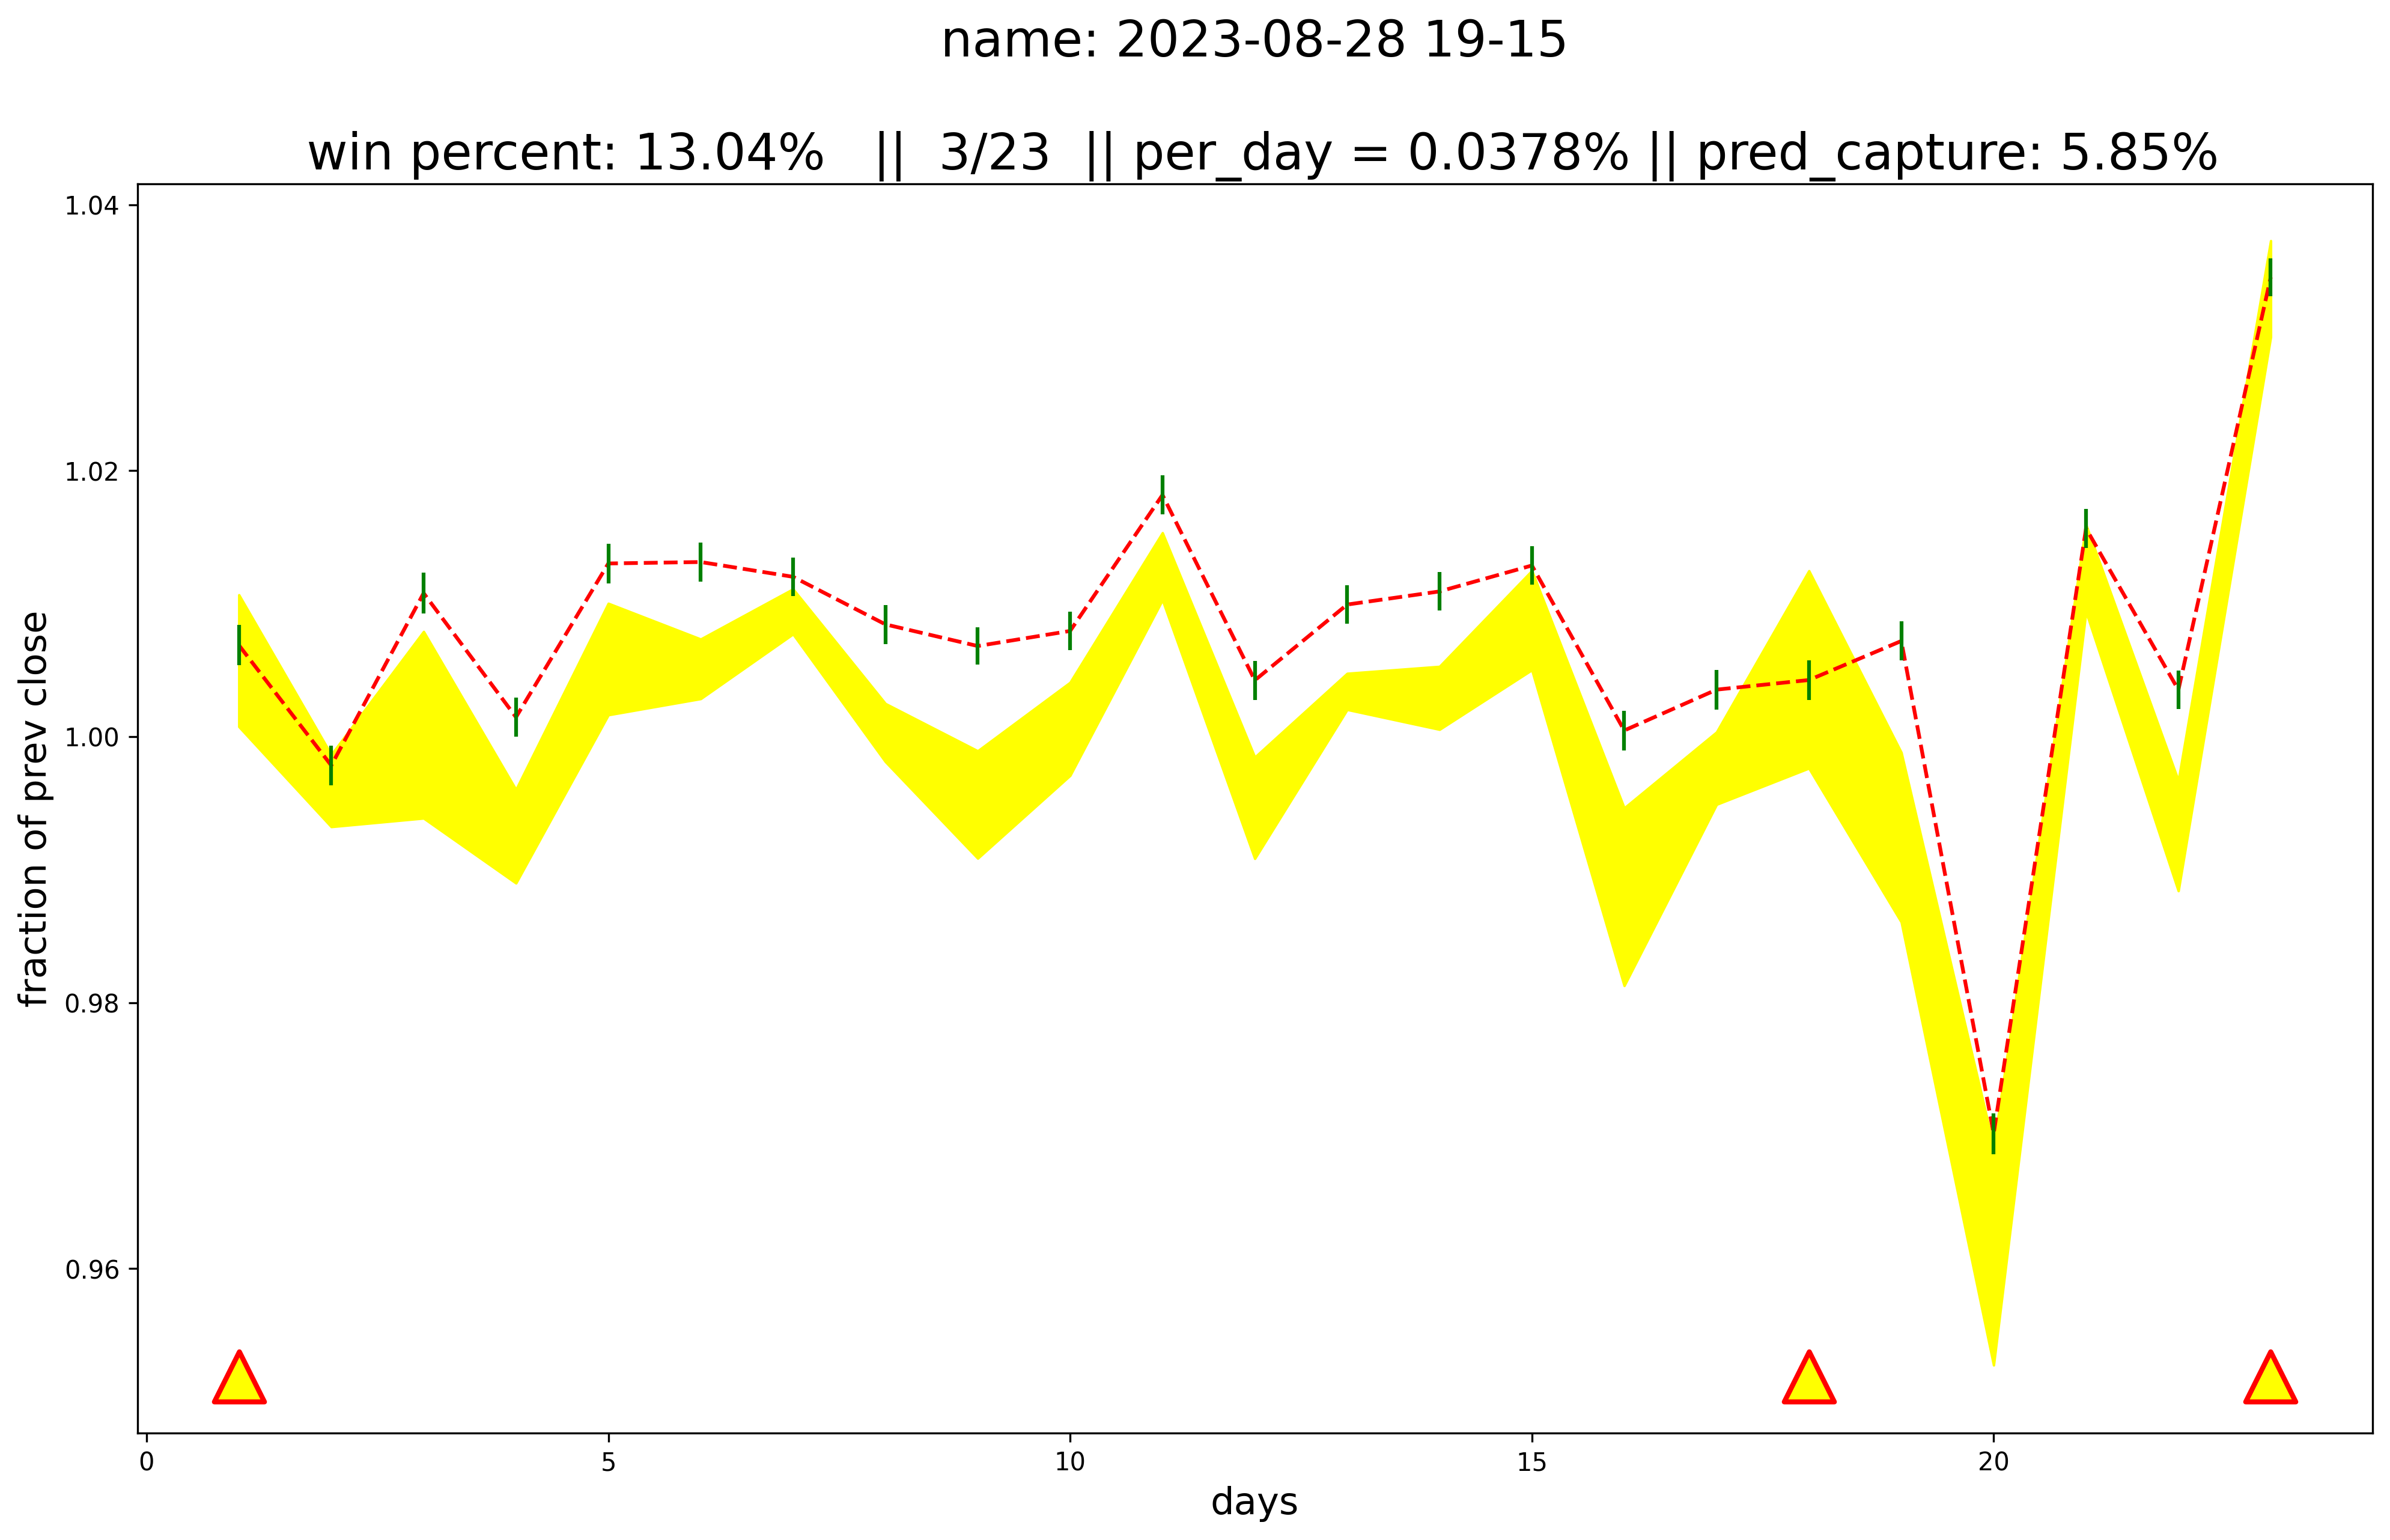 name: 2023-08-28 19-15
win percent: 13.04%   ||  3/23  || per_day = 0.0378% || pred_capture: 5.85%
1.04
1.02
1.00
0.98
0.96
fraction of prev close
0 5 10 15 20
days